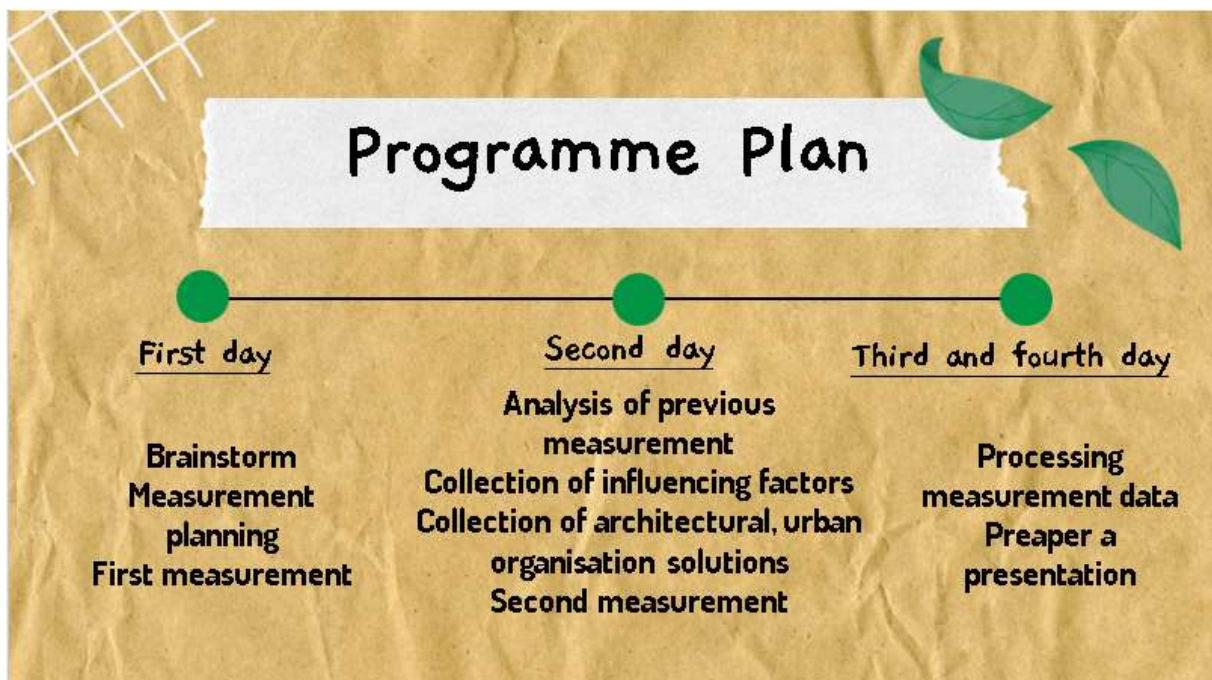 Programme Plan
First day
Brainstorm
Measurement
planning
First measurement
Second day
Analysis of previous
measurement
Collection of influencing factors
Collection of architectural, urban
organisation solutions
Second measurement
Third and fourth day
Processing
measurement data
Preaper a
presentation